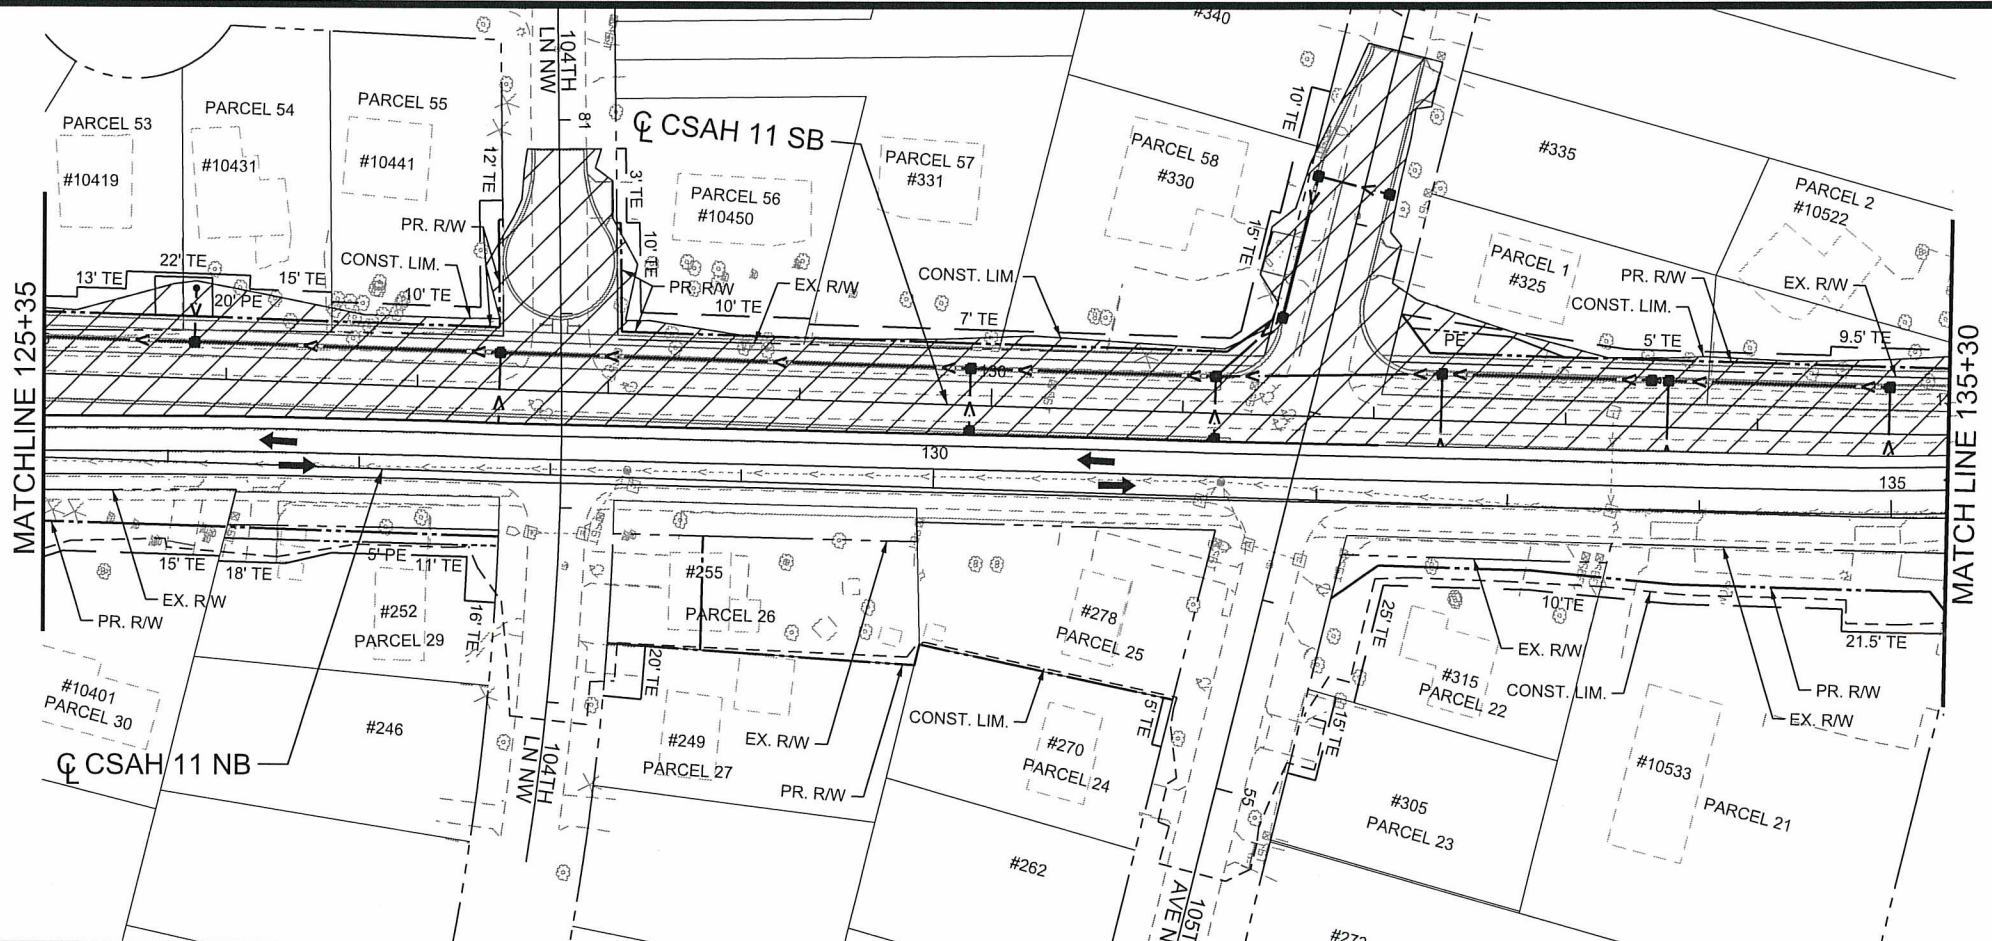 #340
104TH
LN NW
81
℄ CSAH 11 SB
PARCEL 53
#10419
PARCEL 54
#10431
PARCEL 55
#10441
12' TE
3' TE
10' TE
PARCEL 56
#10450
PARCEL 57
#331
PARCEL 58
#330
10' TE
15' TE
#335
PARCEL 2
#10522
PARCEL 1
#325
PR. R/W
CONST. LIM.
13' TE
22' TE
20' PE
15' TE
10' TE
PR. R/W
10' TE
EX. R/W
CONST. LIM.
7' TE
PR. R/W
CONST. LIM.
EX. R/W
PE
5' TE
9.5' TE
MATCHLINE 125+35
MATCH LINE 135+30
130
130
135
15' TE
18' TE
5' PE
11' TE
16' TE
EX. R/W
PR. R/W
#252
PARCEL 29
#10401
PARCEL 30
#246
℄ CSAH 11 NB
104TH
LN NW
#255
PARCEL 26
20' TE
#249
PARCEL 27
EX. R/W
PR. R/W
CONST. LIM.
#278
PARCEL 25
#270
PARCEL 24
5' TE
#262
55
15' TE
25' TE
10'TE
EX. R/W
#315
PARCEL 22
CONST. LIM.
PR. R/W
EX. R/W
21.5' TE
#305
PARCEL 23
#10533
PARCEL 21
105T
AVE N